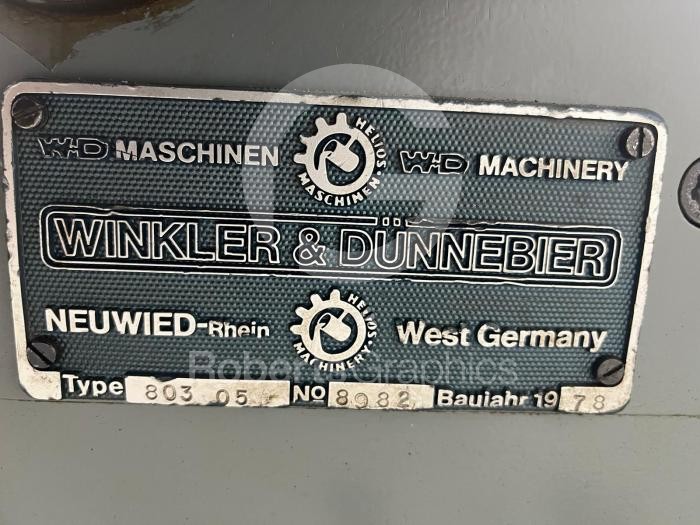 W+D MASCHINEN HELIOS MASCHINEN W+D MACHINERY
WINKLER & DÜNNEBIER
NEUWIED-Rhein HELIOS MACHINERY West Germany
Type 803 05 No 8982 Baujahr 1978